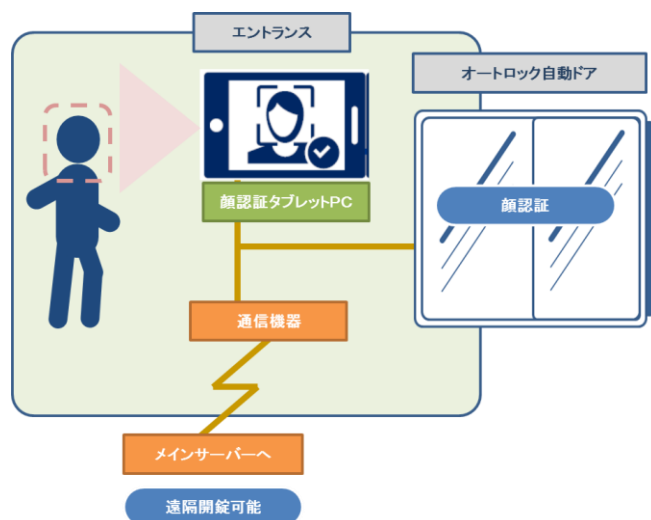 エントランス
オートロック自動ドア
顔認証タブレットPC
顔認証
通信機器
メインサーバーへ
遠隔開錠可能